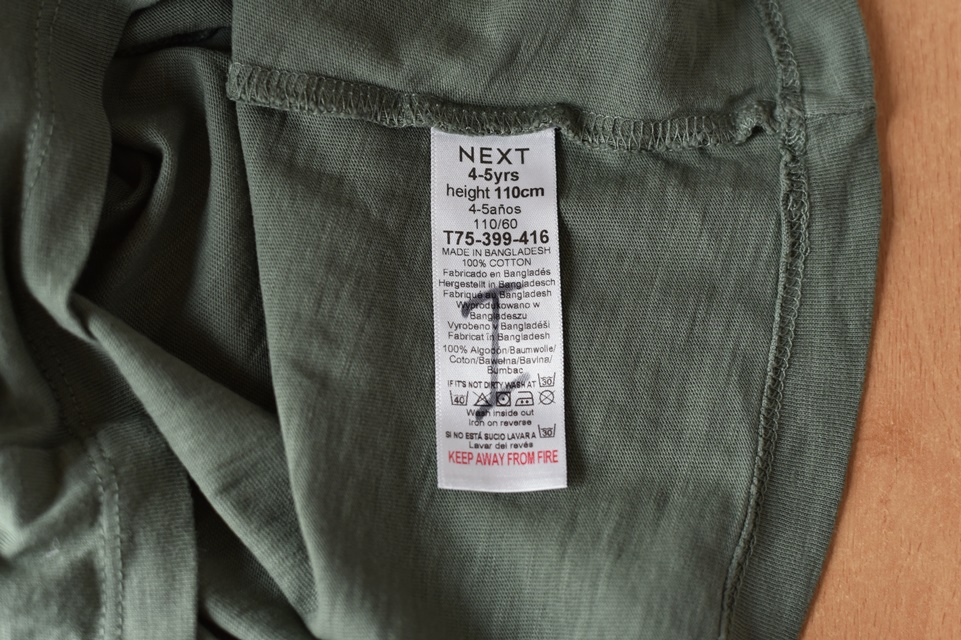 NEXT
4-5yrs
height 110cm
4-5años
110/60
T75-399-416
MADE IN BANGLADESH
100% COTTON
Fabricado en Bangladés
Hergestellt in Bangladesch
Fabriqué au Bangladesh
Wyprodukowano w
Bangladeszu
Vyrobeno v Bangladéši
Fabricat în Bangladesh
100% Algodón/Baumwolle/
Coton/Bawełna/Bavlna/
Bumbac
IF IT'S NOT DIRTY WASH AT 30
40
Wash inside out
Iron on reverse
SI NO ESTÁ SUCIO LAVAR A 30
Lavar del revés
KEEP AWAY FROM FIRE